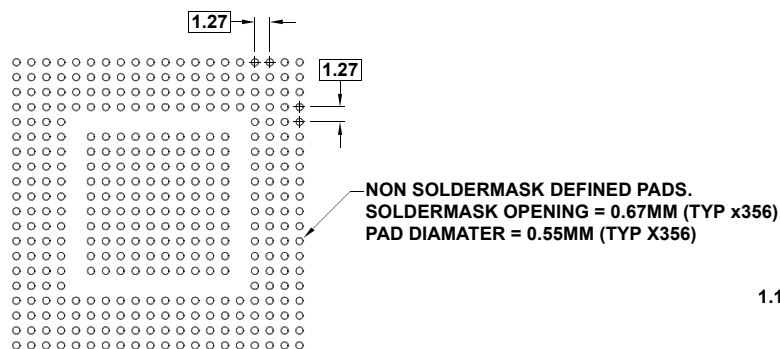 1.27
1.27
NON SOLDERMASK DEFINED PADS.
SOLDERMASK OPENING = 0.67MM (TYP x356)
PAD DIAMATER = 0.55MM (TYP X356)
1.1